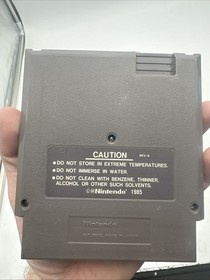 CAUTION
● DO NOT STORE IN EXTREME TEMPERATURES.
● DO NOT IMMERSE IN WATER.
● DO NOT CLEAN WITH BENZENE, THINNER,
ALCOHOL OR OTHER SUCH SOLVENTS.
©®Nintendo® 1985